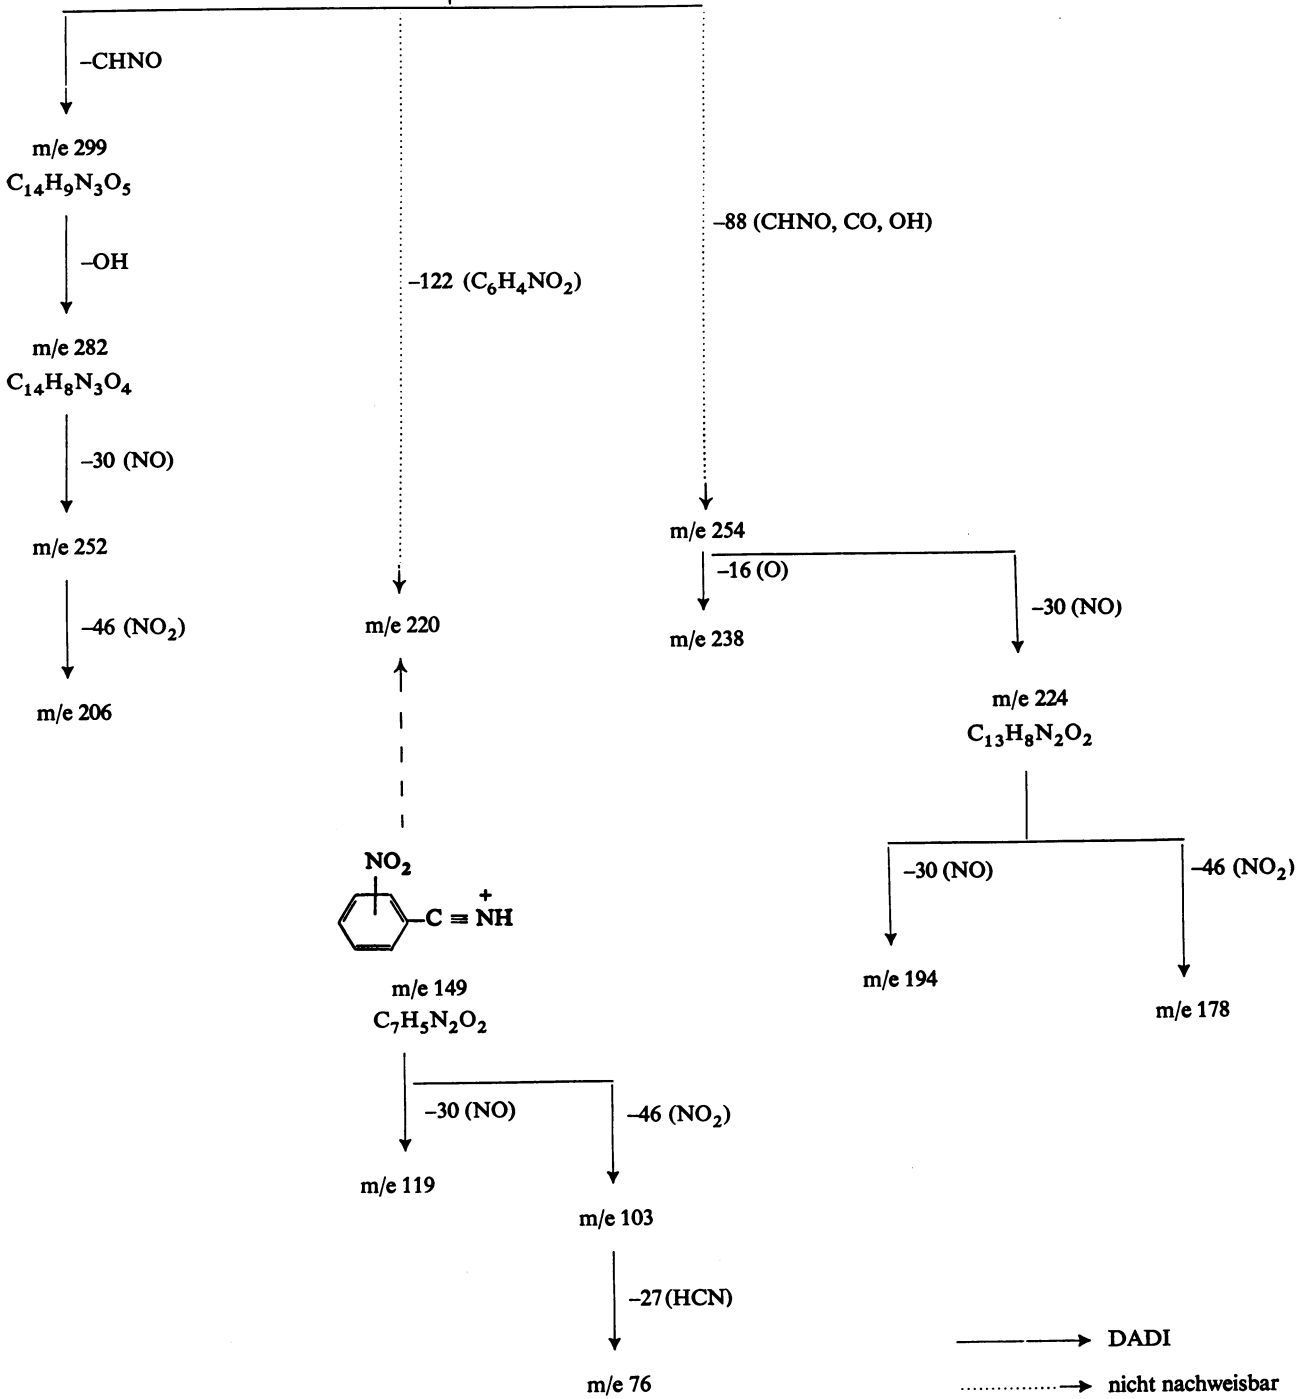 –CHNO
m/e 299
C₁₄H₉N₃O₅
–OH
m/e 282
C₁₄H₈N₃O₄
–30 (NO)
m/e 252
–46 (NO₂)
m/e 206
–122 (C₆H₄NO₂)
m/e 220
NO₂
C ≡ N⁺H
m/e 149
C₇H₅N₂O₂
–30 (NO)
m/e 119
–46 (NO₂)
m/e 103
–27 (HCN)
m/e 76
–88 (CHNO, CO, OH)
m/e 254
–16 (O)
m/e 238
–30 (NO)
m/e 224
C₁₃H₈N₂O₂
–30 (NO)
m/e 194
–46 (NO₂)
m/e 178
DADI
nicht nachweisbar